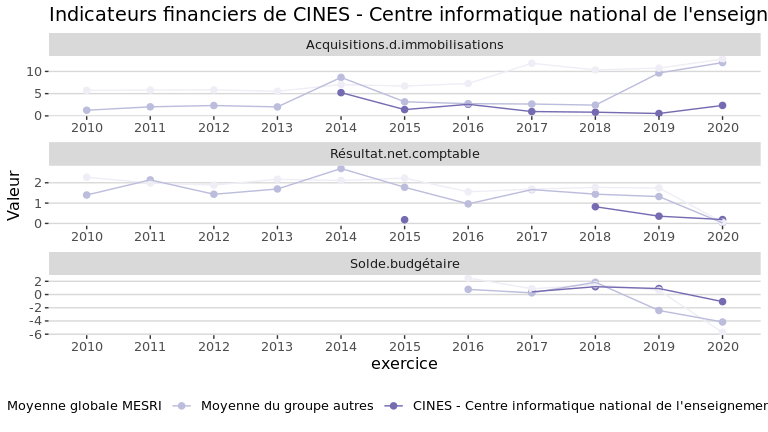 Indicateurs financiers de CINES - Centre informatique national de l'enseign
Acquisitions.d.immobilisations
10
5
0
2010 2011 2012 2013 2014 2015 2016 2017 2018 2019 2020
Résultat.net.comptable
2
1
0
2010 2011 2012 2013 2014 2015 2016 2017 2018 2019 2020
Valeur
Solde.budgétaire
2
0
-2
-4
-6
2010 2011 2012 2013 2014 2015 2016 2017 2018 2019 2020
exercice
Moyenne globale MESRI Moyenne du groupe autres CINES - Centre informatique national de l'enseignemen